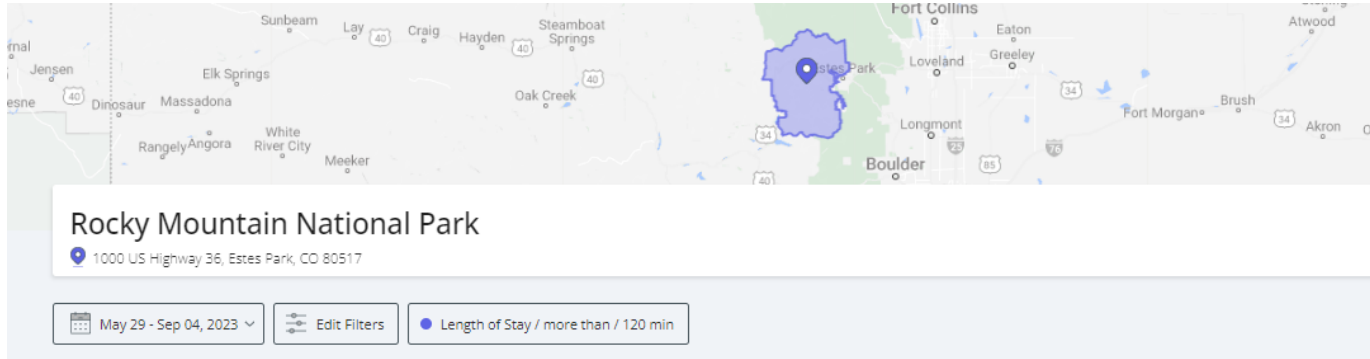 Sunbeam
Lay
40
Craig
Hayden
40
Steamboat
Springs
Fort Collins
Eaton
Atwood
Jensen
Elk Springs
40
Estes Park
Loveland
Greeley
40
Dinosaur
Massadona
Oak Creek
34
Fort Morgan
Brush
Rangely
Angora
White
River City
Meeker
34
Longmont
25
76
34
Akron
Boulder
85
40
Rocky Mountain National Park
1000 US Highway 36, Estes Park, CO 80517
May 29 - Sep 04, 2023
Edit Filters
Length of Stay / more than / 120 min